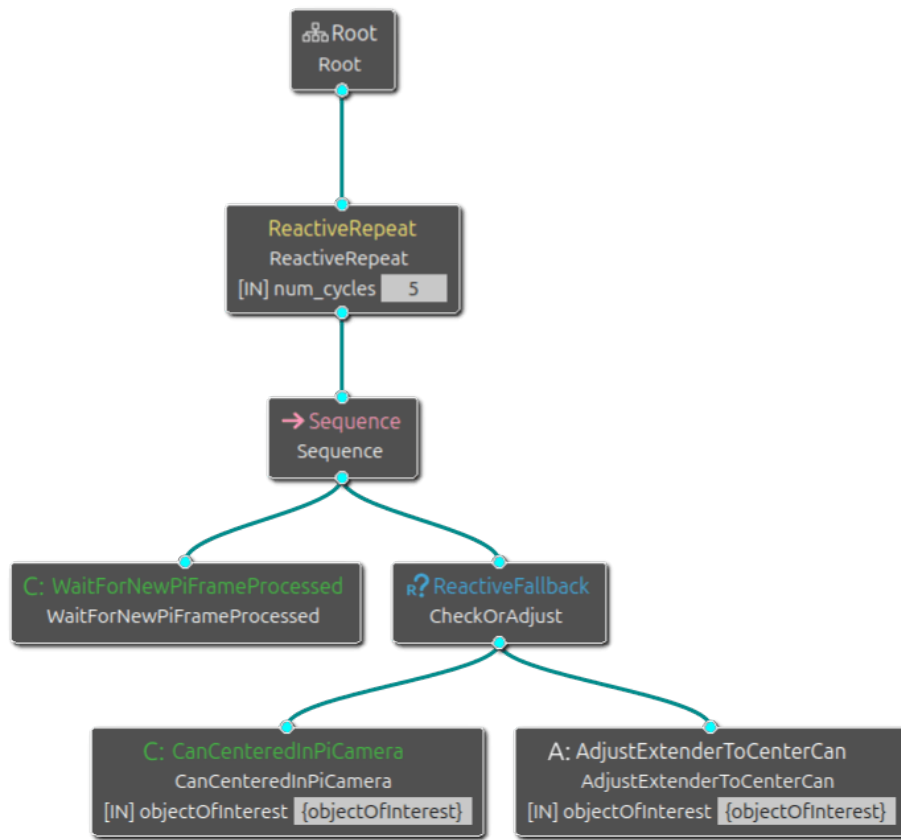 Root
Root
ReactiveRepeat
ReactiveRepeat
[IN] num_cycles 5
Sequence
Sequence
C: WaitForNewPiFrameProcessed
WaitForNewPiFrameProcessed
R? ReactiveFallback
CheckOrAdjust
C: CanCenteredInPiCamera
CanCenteredInPiCamera
[IN] objectOfInterest {objectOfInterest}
A: AdjustExtenderToCenterCan
AdjustExtenderToCenterCan
[IN] objectOfInterest {objectOfInterest}